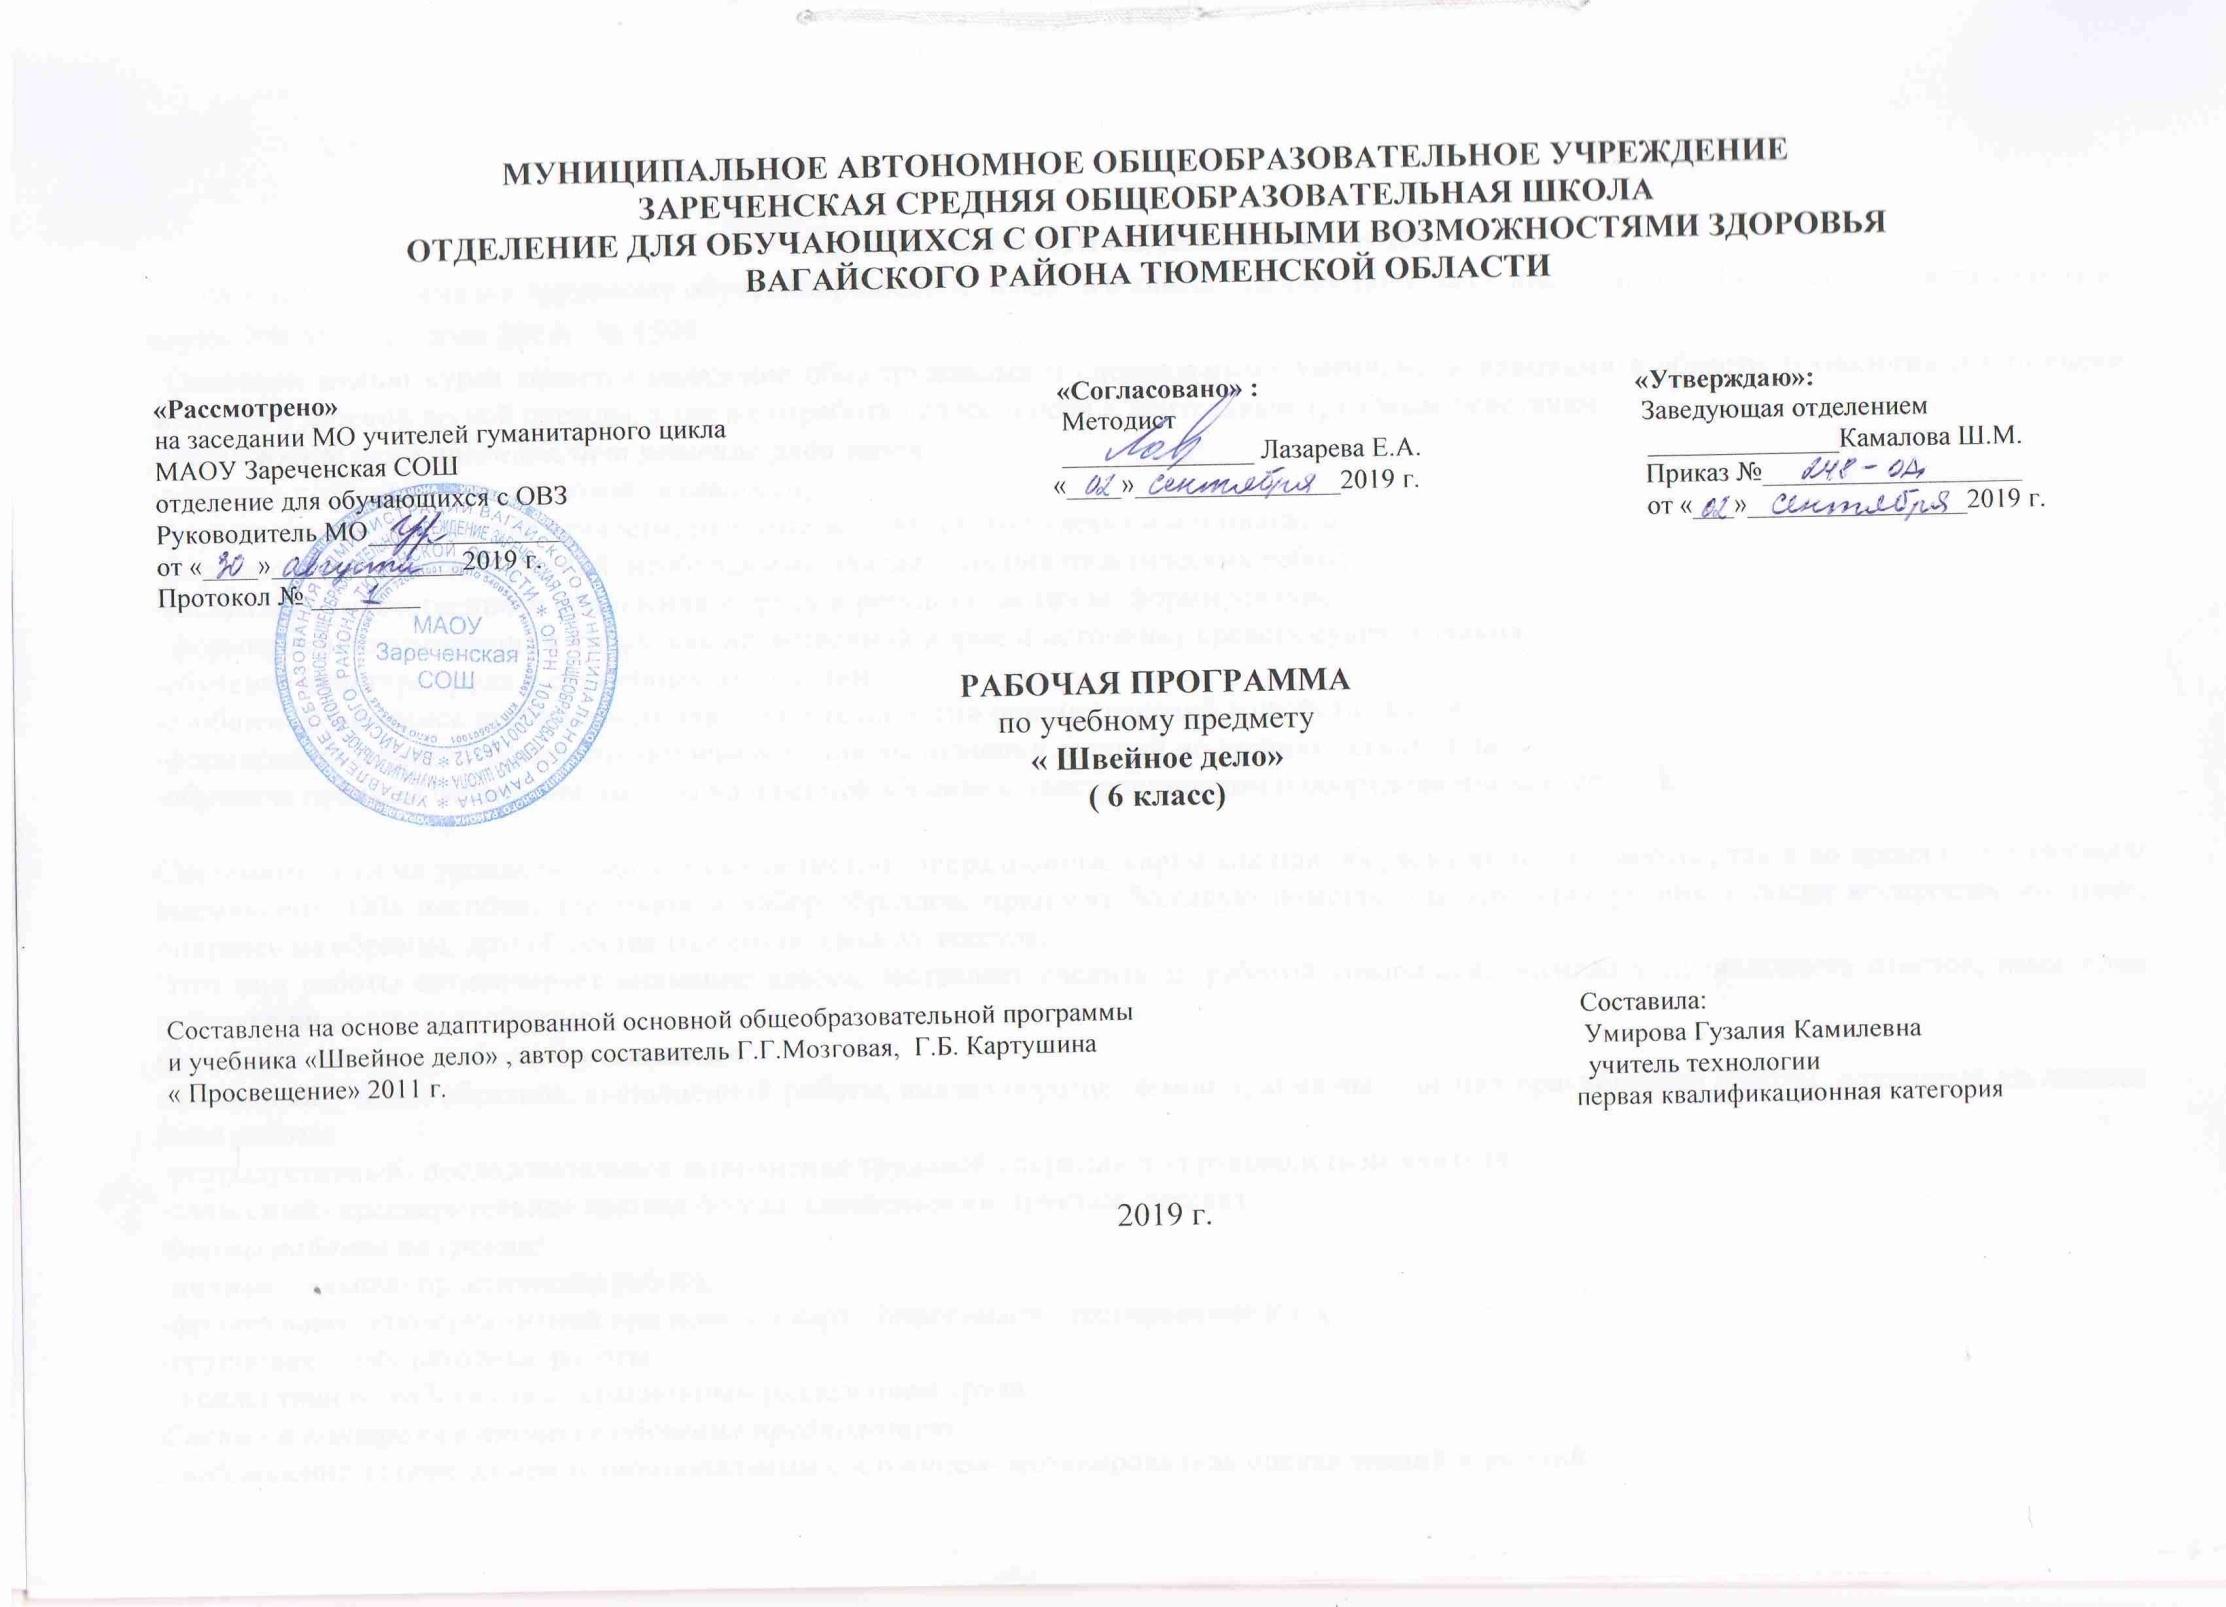 МУНИЦИПАЛЬНОЕ АВТОНОМНОЕ ОБЩЕОБРАЗОВАТЕЛЬНОЕ УЧРЕЖДЕНИЕ
ЗАРЕЧЕНСКАЯ СРЕДНЯЯ ОБЩЕОБРАЗОВАТЕЛЬНАЯ ШКОЛА
ОТДЕЛЕНИЕ ДЛЯ ОБУЧАЮЩИХСЯ С ОГРАНИЧЕННЫМИ ВОЗМОЖНОСТЯМИ ЗДОРОВЬЯ
ВАГАЙСКОГО РАЙОНА ТЮМЕНСКОЙ ОБЛАСТИ
«Рассмотрено»
на заседании МО учителей гуманитарного цикла
МАОУ Зареченская СОШ
отделение для обучающихся с ОВЗ
Руководитель МО
от «30» августа 2019 г.
Протокол № 1
МАОУ
Зареченская
СОШ
«Согласовано» :
Методист
Лазарева Е.А.
«02» сентября 2019 г.
«Утверждаю»:
Заведующая отделением
Камалова Ш.М.
Приказ № 248-од
от «02» сентября 2019 г.
РАБОЧАЯ ПРОГРАММА
по учебному предмету
« Швейное дело»
( 6 класс)
Составлена на основе адаптированной основной общеобразовательной программы
и учебника «Швейное дело» , автор составитель Г.Г.Мозговая, Г.Б. Картушина
« Просвещение» 2011 г.
Составила:
Умирова Гузалия Камилевна
учитель технологии
первая квалификационная категория
2019 г.